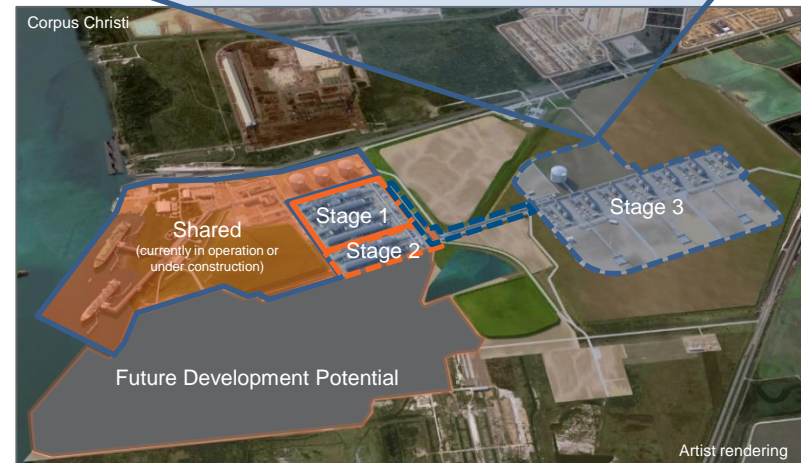 Corpus Christi
Stage 1
Shared
(currently in operation or
under construction)
Stage 2
Stage 3
Future Development Potential
Artist rendering